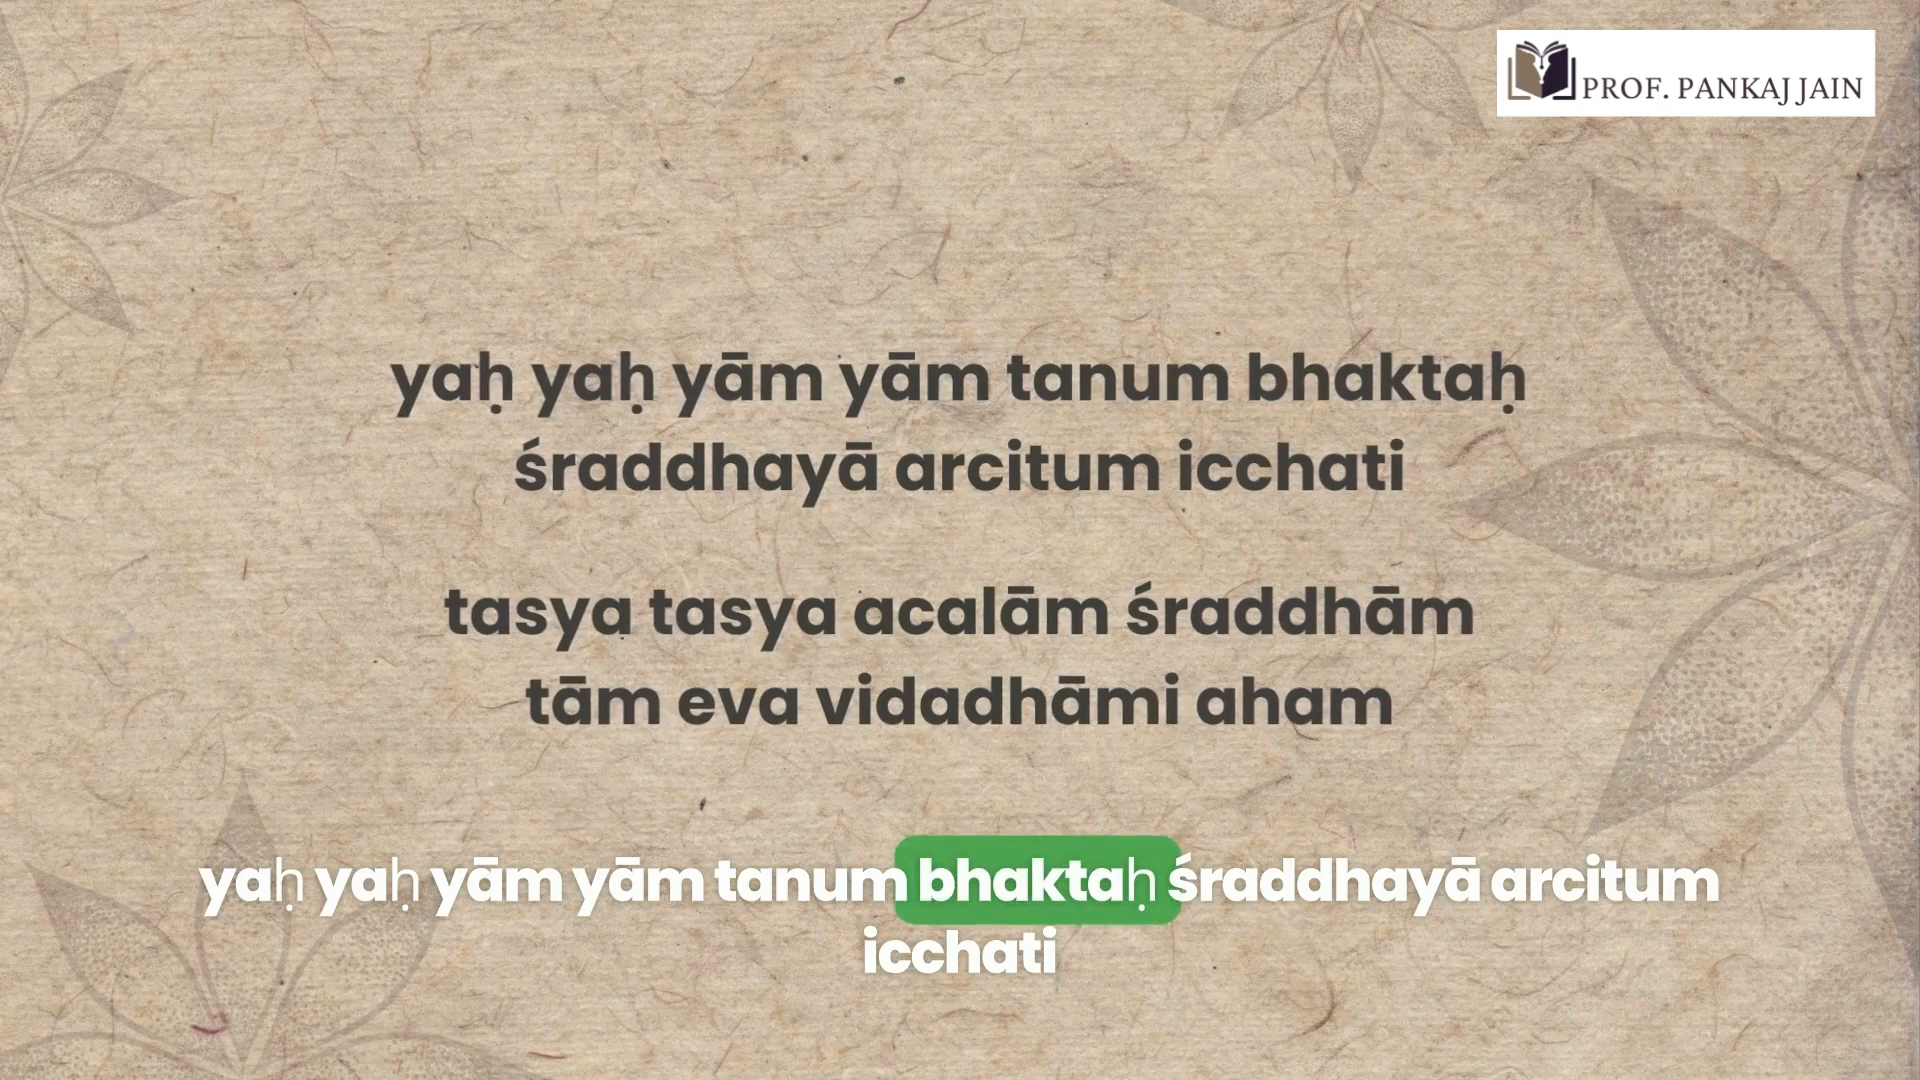 PROF. PANKAJ JAIN
yaḥ yaḥ yām yām tanum bhaktaḥ
śraddhayā arcitum icchati
tasya tasya acalām śraddhām
tām eva vidadhāmi aham
yaḥ yaḥ yām yām tanum bhaktaḥ śraddhayā arcitum
icchati